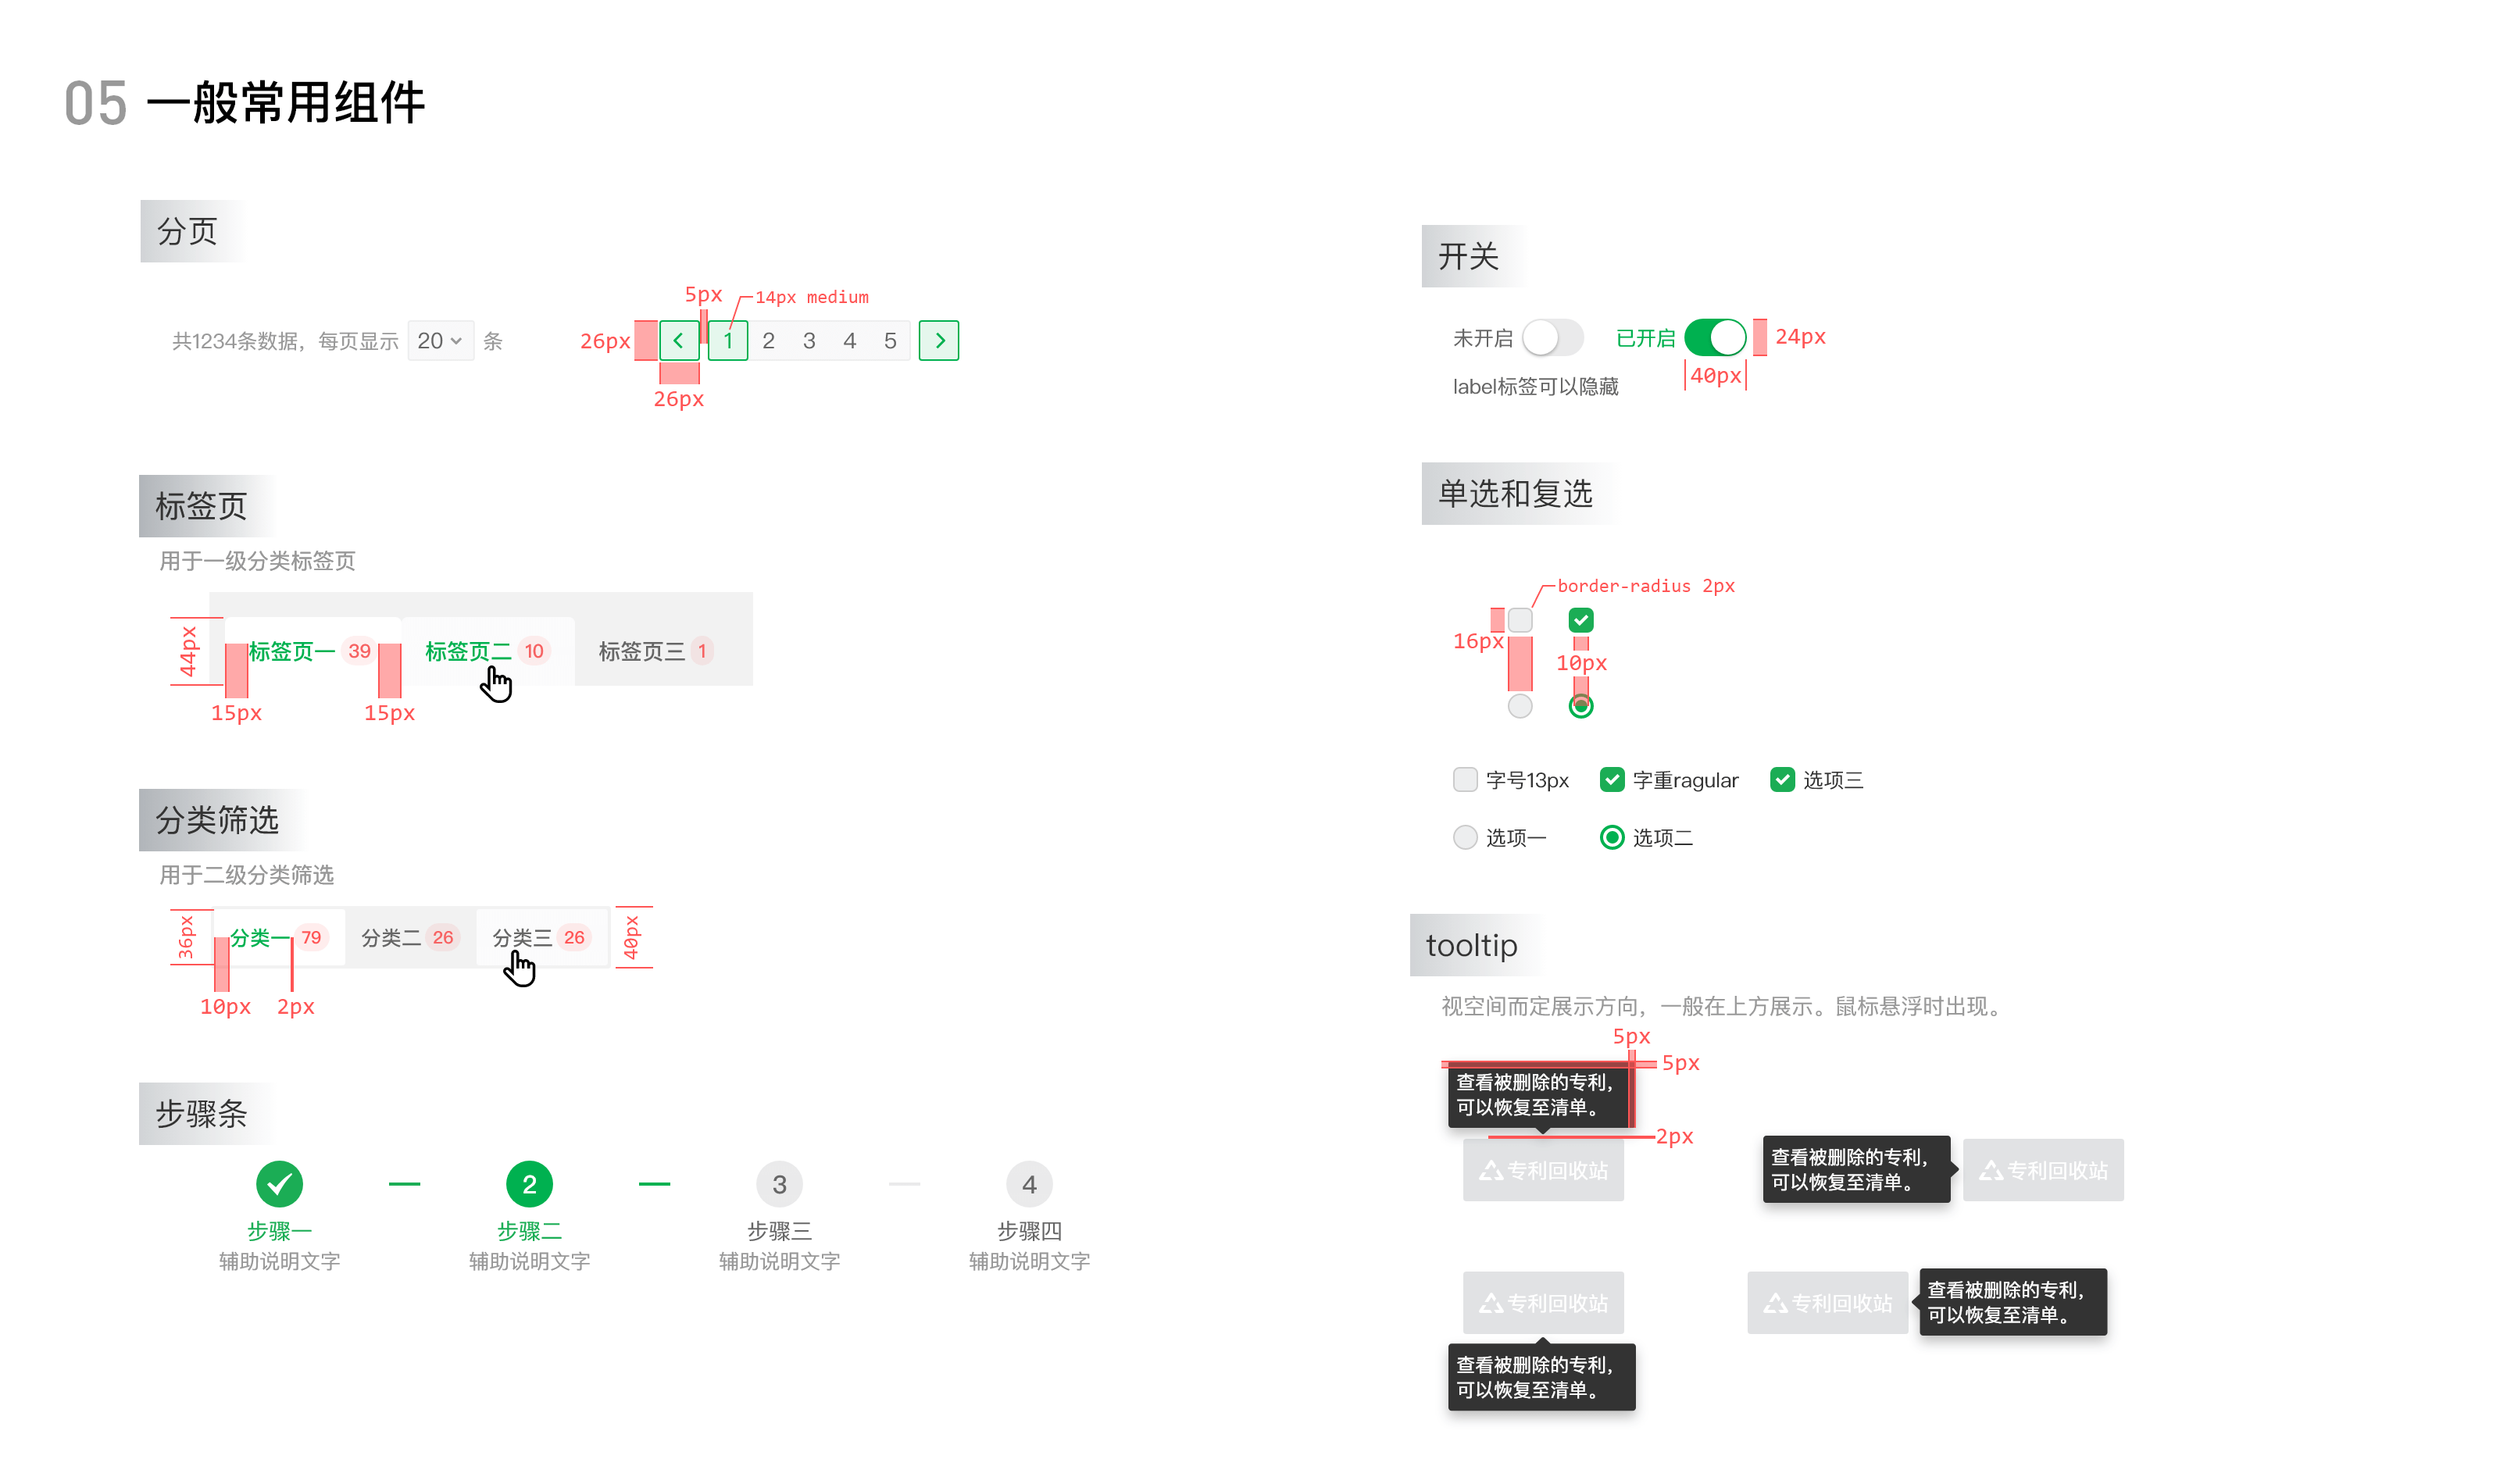 05 一般常用组件
分页
5px
14px medium
共1234条数据，每页显示 20 条
26px
1 2 3 4 5
26px
标签页
用于一级分类标签页
44px
标签页一 39
标签页二 10
标签页三 1
15px
15px
分类筛选
用于二级分类筛选
36px
分类一 79
分类二 26
分类三 26
40px
10px
2px
步骤条
2
3
4
步骤一
步骤二
步骤三
步骤四
辅助说明文字
辅助说明文字
辅助说明文字
辅助说明文字
开关
未开启
已开启
24px
40px
label标签可以隐藏
单选和复选
border-radius 2px
16px
10px
字号13px
字重ragular
选项三
选项一
选项二
tooltip
视空间而定展示方向，一般在上方展示。鼠标悬浮时出现。
5px
5px
查看被删除的专利，
可以恢复至清单。
2px
专利回收站
查看被删除的专利，
可以恢复至清单。
专利回收站
专利回收站
查看被删除的专利，
可以恢复至清单。
专利回收站
查看被删除的专利，
可以恢复至清单。